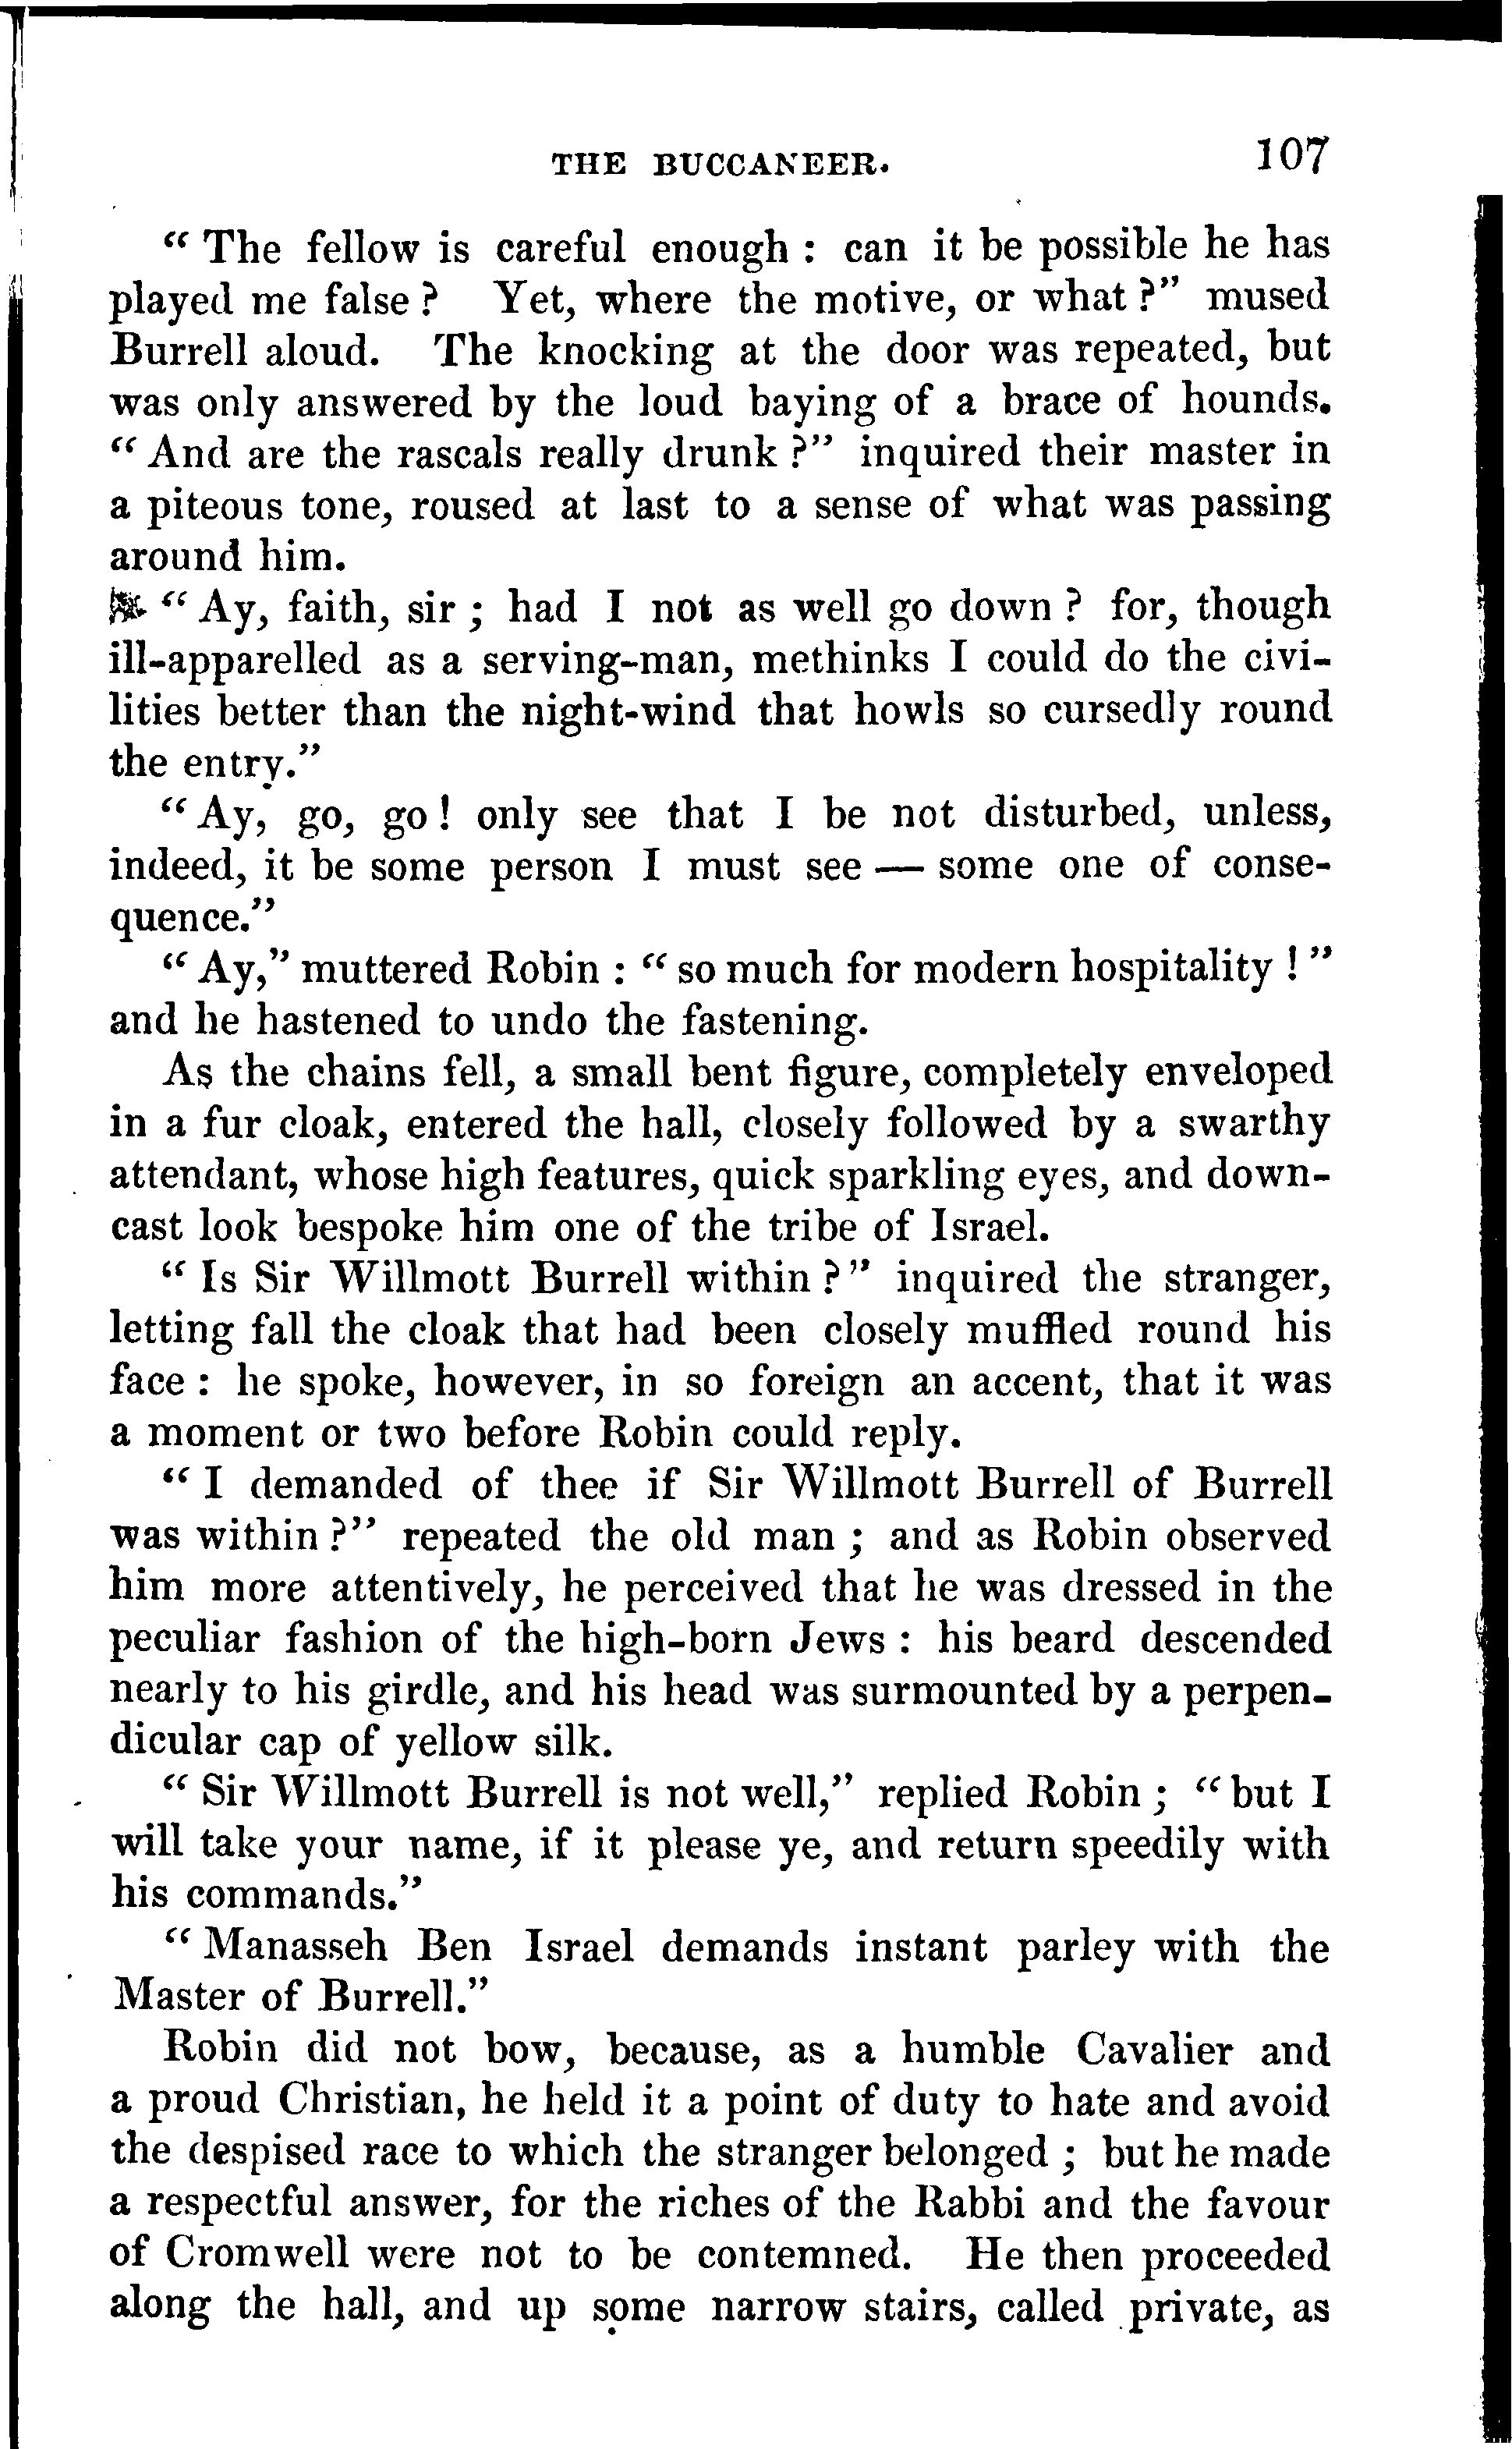 THE BUCCANEER. 107
“ The fellow is careful enough : can it be possible he has
played me false ? Yet, where the motive, or what ?” mused
Burrell aloud. The knocking at the door was repeated, but
was only answered by the loud baying of a brace of hounds.
“ And are the rascals really drunk ?” inquired their master in
a piteous tone, roused at last to a sense of what was passing
around him.
“ Ay, faith, sir ; had I not as well go down ? for, though
ill-apparelled as a serving-man, methinks I could do the civi-
lities better than the night-wind that howls so cursedly round
the entry.”
“ Ay, go, go ! only see that I be not disturbed, unless,
indeed, it be some person I must see — some one of conse-
quence.”
“ Ay,” muttered Robin : “ so much for modern hospitality ! ”
and he hastened to undo the fastening.
As the chains fell, a small bent figure, completely enveloped
in a fur cloak, entered the hall, closely followed by a swarthy
attendant, whose high features, quick sparkling eyes, and down-
cast look bespoke him one of the tribe of Israel.
“ Is Sir Willmott Burrell within ? ” inquired the stranger,
letting fall the cloak that had been closely muffled round his
face : he spoke, however, in so foreign an accent, that it was
a moment or two before Robin could reply.
“ I demanded of thee if Sir Willmott Burrell of Burrell
was within ?” repeated the old man ; and as Robin observed
him more attentively, he perceived that he was dressed in the
peculiar fashion of the high-born Jews : his beard descended
nearly to his girdle, and his head was surmounted by a perpen-
dicular cap of yellow silk.
“ Sir Willmott Burrell is not well,” replied Robin ; “ but I
will take your name, if it please ye, and return speedily with
his commands.”
“ Manasseh Ben Israel demands instant parley with the
Master of Burrell.”
Robin did not bow, because, as a humble Cavalier and
a proud Christian, he held it a point of duty to hate and avoid
the despised race to which the stranger belonged ; but he made
a respectful answer, for the riches of the Rabbi and the favour
of Cromwell were not to be contemned. He then proceeded
along the hall, and up some narrow stairs, called private, as